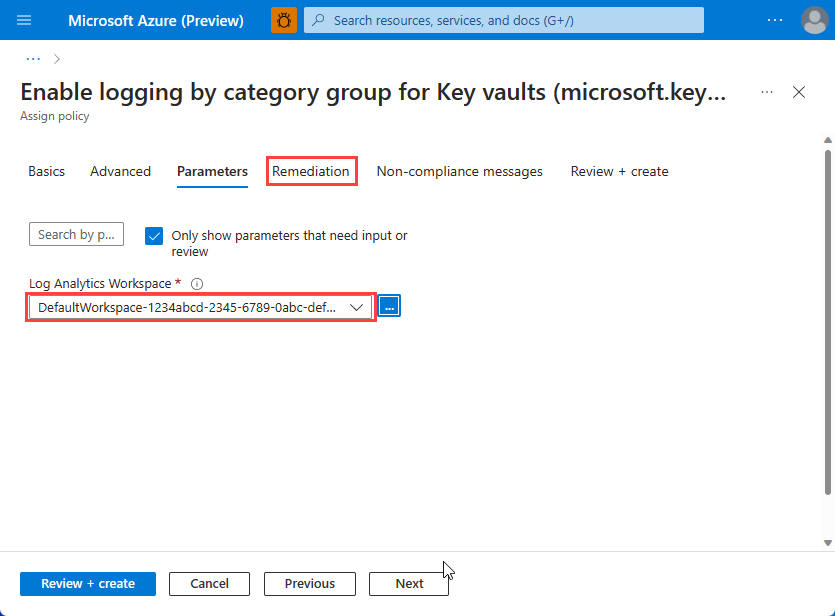 Microsoft Azure (Preview)
Search resources, services, and docs (G+/)
Enable logging by category group for Key vaults (microsoft.key...
Assign policy
Basics Advanced Parameters Remediation Non-compliance messages Review + create
Search by p...
Only show parameters that need input or
review
Log Analytics Workspace *
DefaultWorkspace-1234abcd-2345-6789-0abc-def...
Review + create Cancel Previous Next